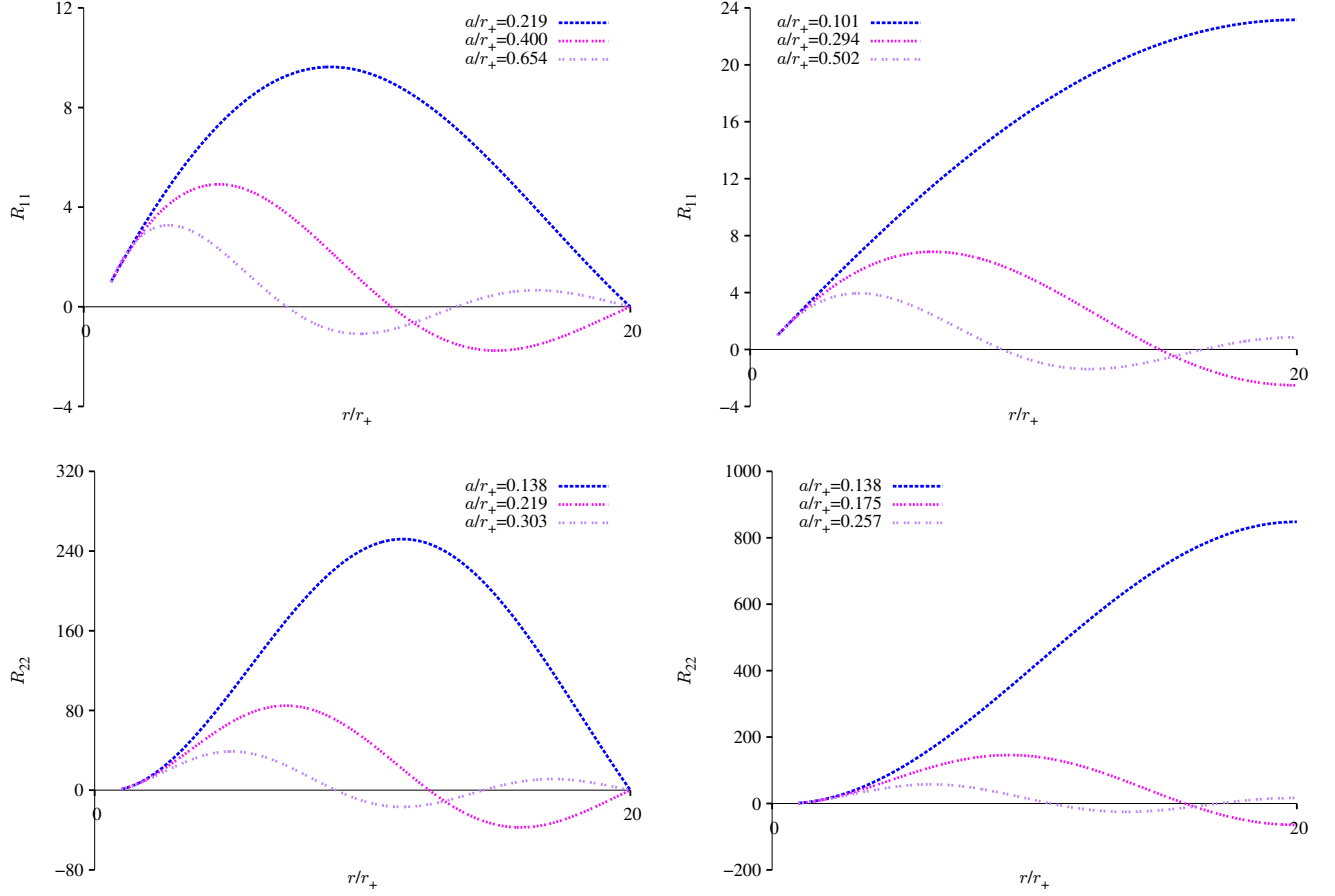 12
8
4
0
−4
R11
0
20
r/r+
a/r+=0.219
a/r+=0.400
a/r+=0.654
24
20
16
12
8
4
0
−4
R11
0
20
r/r+
a/r+=0.101
a/r+=0.294
a/r+=0.502
320
240
160
80
0
−80
R22
0
20
r/r+
a/r+=0.138
a/r+=0.219
a/r+=0.303
1000
800
600
400
200
0
−200
R22
0
20
r/r+
a/r+=0.138
a/r+=0.175
a/r+=0.257